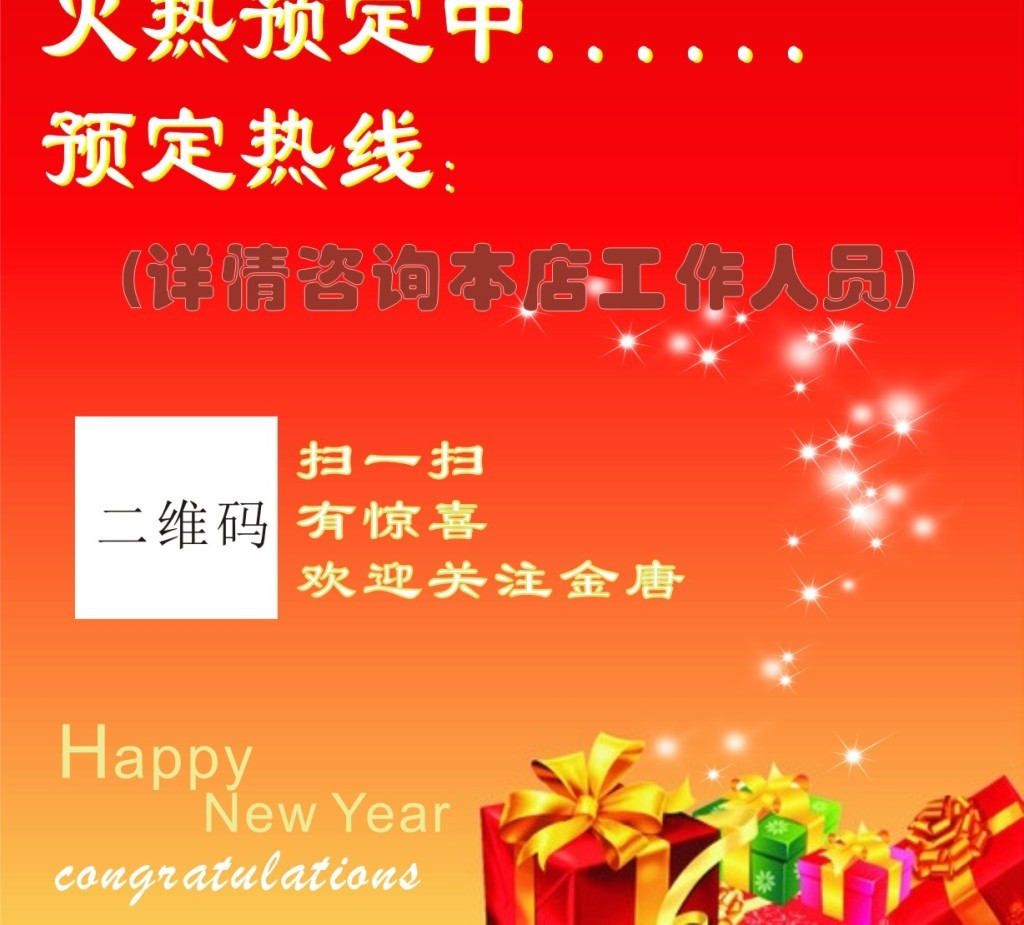 火热预定中......
预定热线:
(详情咨询本店工作人员)
二维码
扫一扫
有惊喜
欢迎关注金唐
Happy
New Year
congratulations